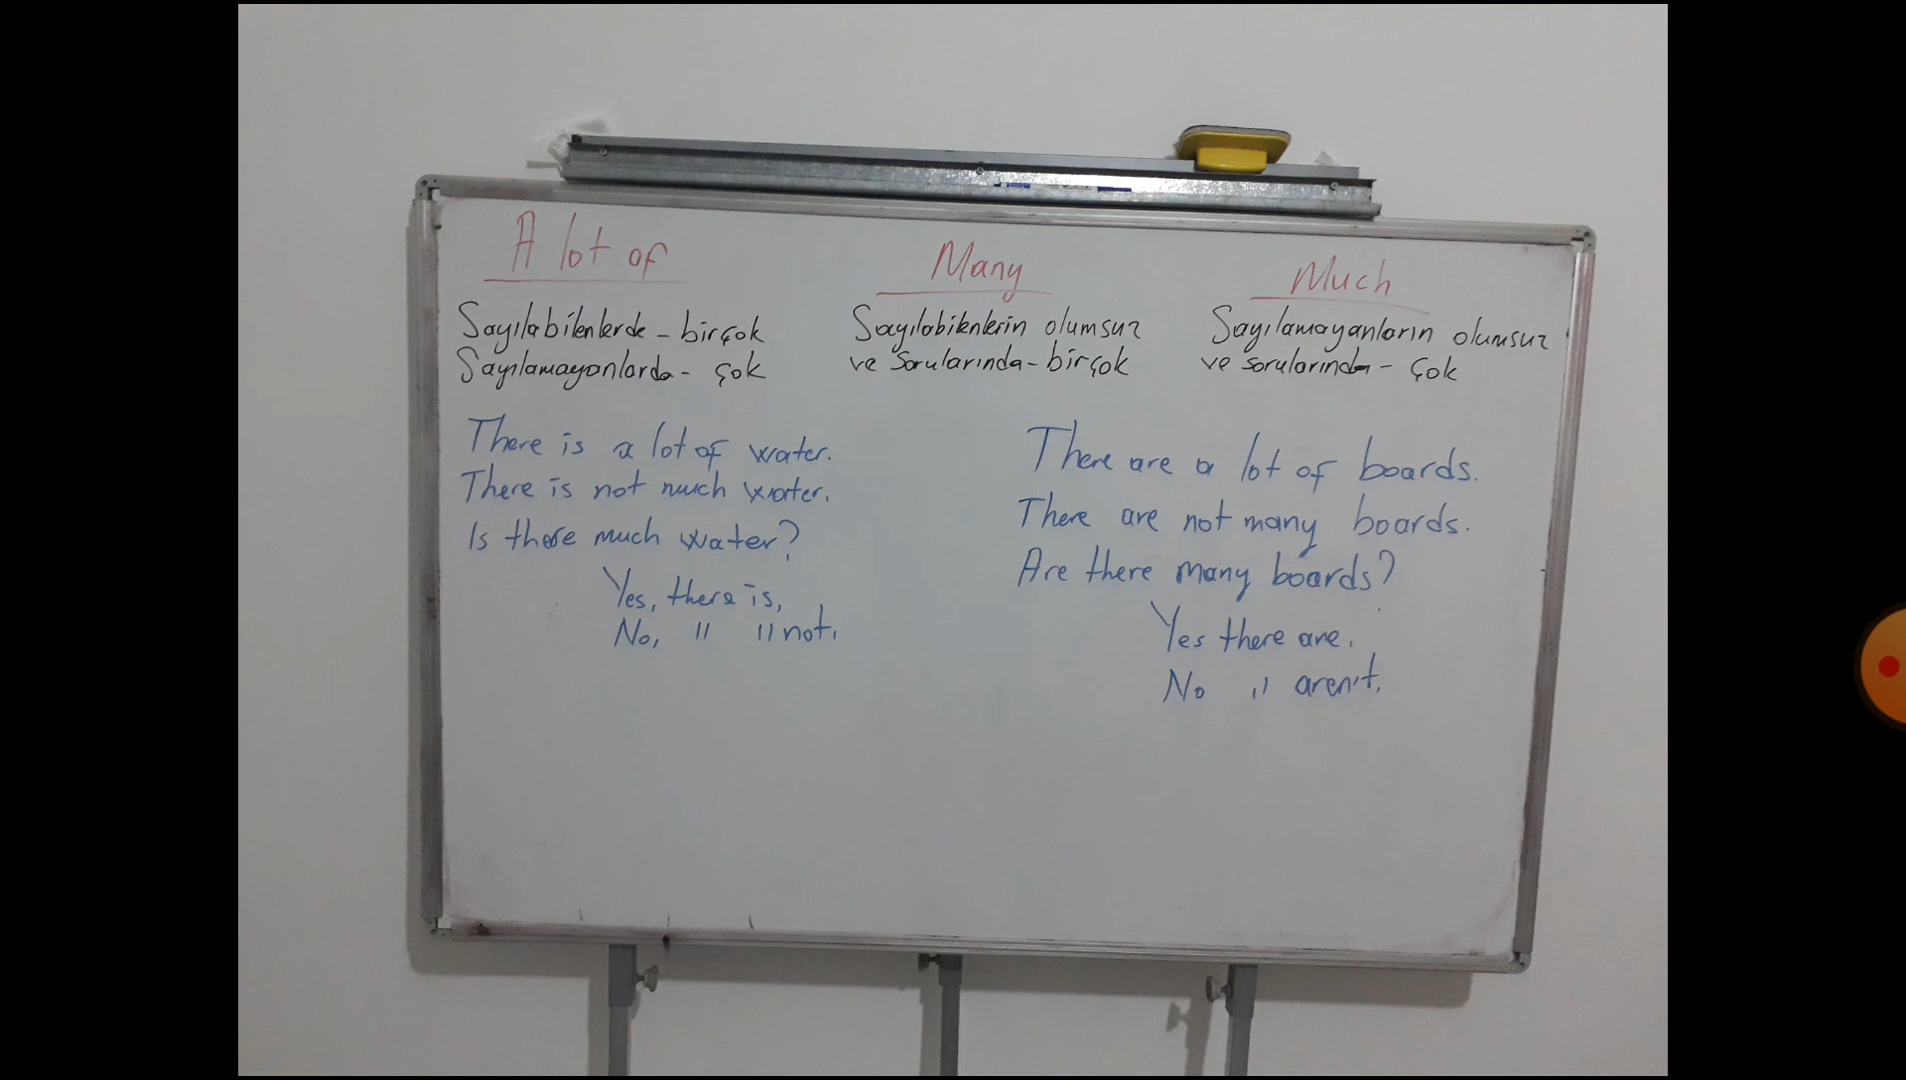 A lot of
Sayılabilenlerde - birçok
Sayılamayanlarda - çok
Many
Sayılabilenlerin olumsuz
ve sorularında - birçok
Much
Sayılamayanların olumsuz
ve sorularında - çok
There is a lot of water.
There is not much water.
Is there much water?
Yes, there is,
No, " " not.
There are a lot of boards.
There are not many boards.
Are there many boards?
Yes there are.
No " aren't.